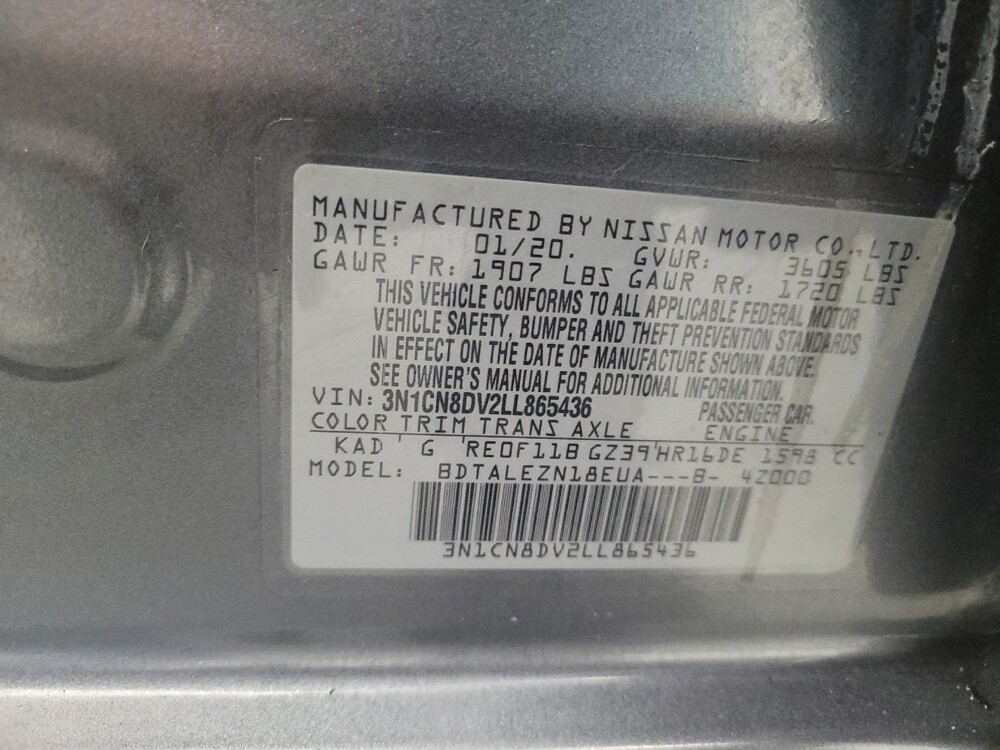 MANUFACTURED BY NISSAN MOTOR CO., LTD.
DATE: 01/20. GVWR: 3605 LBS
GAWR FR: 1907 LBS GAWR RR: 1720 LBS
THIS VEHICLE CONFORMS TO ALL APPLICABLE FEDERAL MOTOR
VEHICLE SAFETY, BUMPER AND THEFT PREVENTION STANDARDS
IN EFFECT ON THE DATE OF MANUFACTURE SHOWN ABOVE.
SEE OWNER'S MANUAL FOR ADDITIONAL INFORMATION.
VIN: 3N1CN8DV2LL865436 PASSENGER CAR.
COLOR TRIM TRANS AXLE ENGINE
KAD ' G 'RE0F11B GZ39'HR16DE 1598 CC
MODEL: BDTALEZN18EUA---B- 4Z000
3N1CN8DV2LL865436